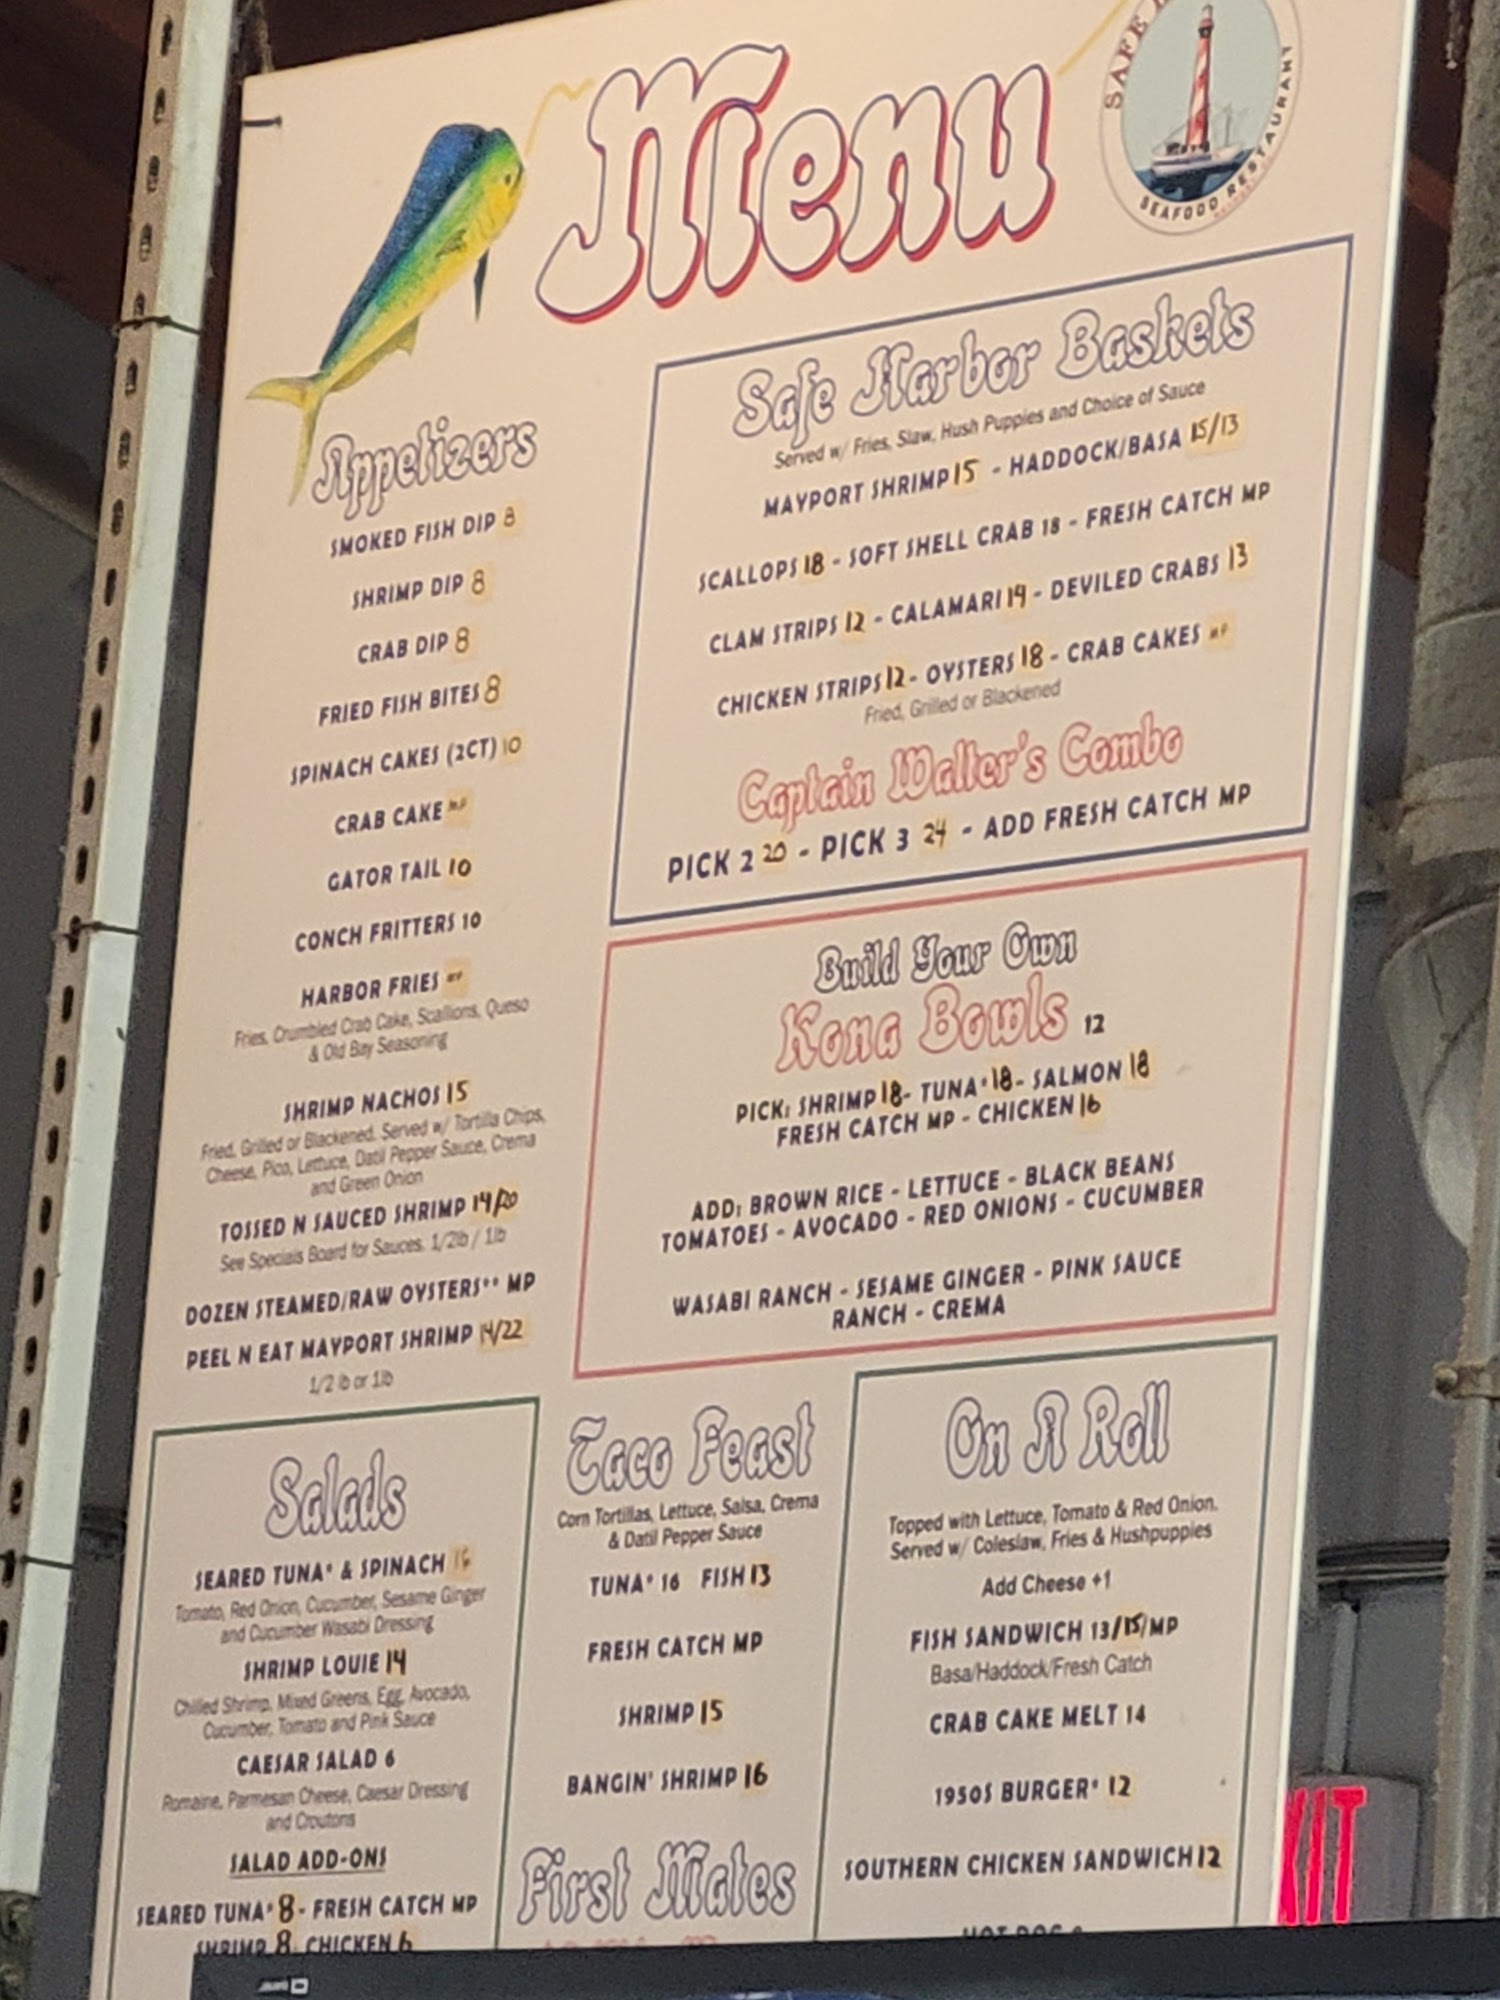 Menu
SAFE
SEAFOOD RESTAURANT
Appetizers
SMOKED FISH DIP 8
SHRIMP DIP 8
CRAB DIP 8
FRIED FISH BITES 8
SPINACH CAKES (2CT) 10
CRAB CAKE MP
GATOR TAIL 10
CONCH FRITTERS 10
HARBOR FRIES MP
Fries, Crumbled Crab Cake, Scallions, Queso
& Old Bay Seasoning
SHRIMP NACHOS 15
Fried, Grilled or Blackened. Served w/ Tortilla Chips,
Cheese, Pico, Lettuce, Datil Pepper Sauce, Crema
and Green Onion
TOSSED N SAUCED SHRIMP 14/20
See Specials Board for Sauces. 1/2lb / 1lb
DOZEN STEAMED/RAW OYSTERS** MP
PEEL N EAT MAYPORT SHRIMP 14/22
1/2 lb or 1lb
Safe Harbor Baskets
Served w/ Fries, Slaw, Hush Puppies and Choice of Sauce
MAYPORT SHRIMP 15 - HADDOCK/BASA 15/13
SCALLOPS 18 - SOFT SHELL CRAB 18 - FRESH CATCH MP
CLAM STRIPS 12 - CALAMARI 14 - DEVILED CRABS 13
CHICKEN STRIPS 12 - OYSTERS 18 - CRAB CAKES MP
Fried, Grilled or Blackened
Captain Walter's Combo
PICK 2 20 - PICK 3 24 - ADD FRESH CATCH MP
Build Your Own
Kona Bowls 12
PICK: SHRIMP 18 - TUNA* 18 - SALMON 18
FRESH CATCH MP - CHICKEN 16
ADD: BROWN RICE - LETTUCE - BLACK BEANS
TOMATOES - AVOCADO - RED ONIONS - CUCUMBER
WASABI RANCH - SESAME GINGER - PINK SAUCE
RANCH - CREMA
Salads
SEARED TUNA* & SPINACH 16
Tomato, Red Onion, Cucumber, Sesame Ginger
and Cucumber Wasabi Dressing
SHRIMP LOUIE 14
Chilled Shrimp, Mixed Greens, Egg, Avocado,
Cucumber, Tomato and Pink Sauce
CAESAR SALAD 6
Romaine, Parmesan Cheese, Caesar Dressing
and Croutons
SALAD ADD-ONS
SEARED TUNA* 8 - FRESH CATCH MP
SHRIMP 8 CHICKEN 6
Taco Feast
Corn Tortillas, Lettuce, Salsa, Crema
& Datil Pepper Sauce
TUNA* 16 FISH 13
FRESH CATCH MP
SHRIMP 15
BANGIN' SHRIMP 16
First Mates
On A Roll
Topped with Lettuce, Tomato & Red Onion.
Served w/ Coleslaw, Fries & Hushpuppies
Add Cheese +1
FISH SANDWICH 13/15/MP
Basa/Haddock/Fresh Catch
CRAB CAKE MELT 14
1950S BURGER* 12
SOUTHERN CHICKEN SANDWICH 12
HOT DOG
XIT